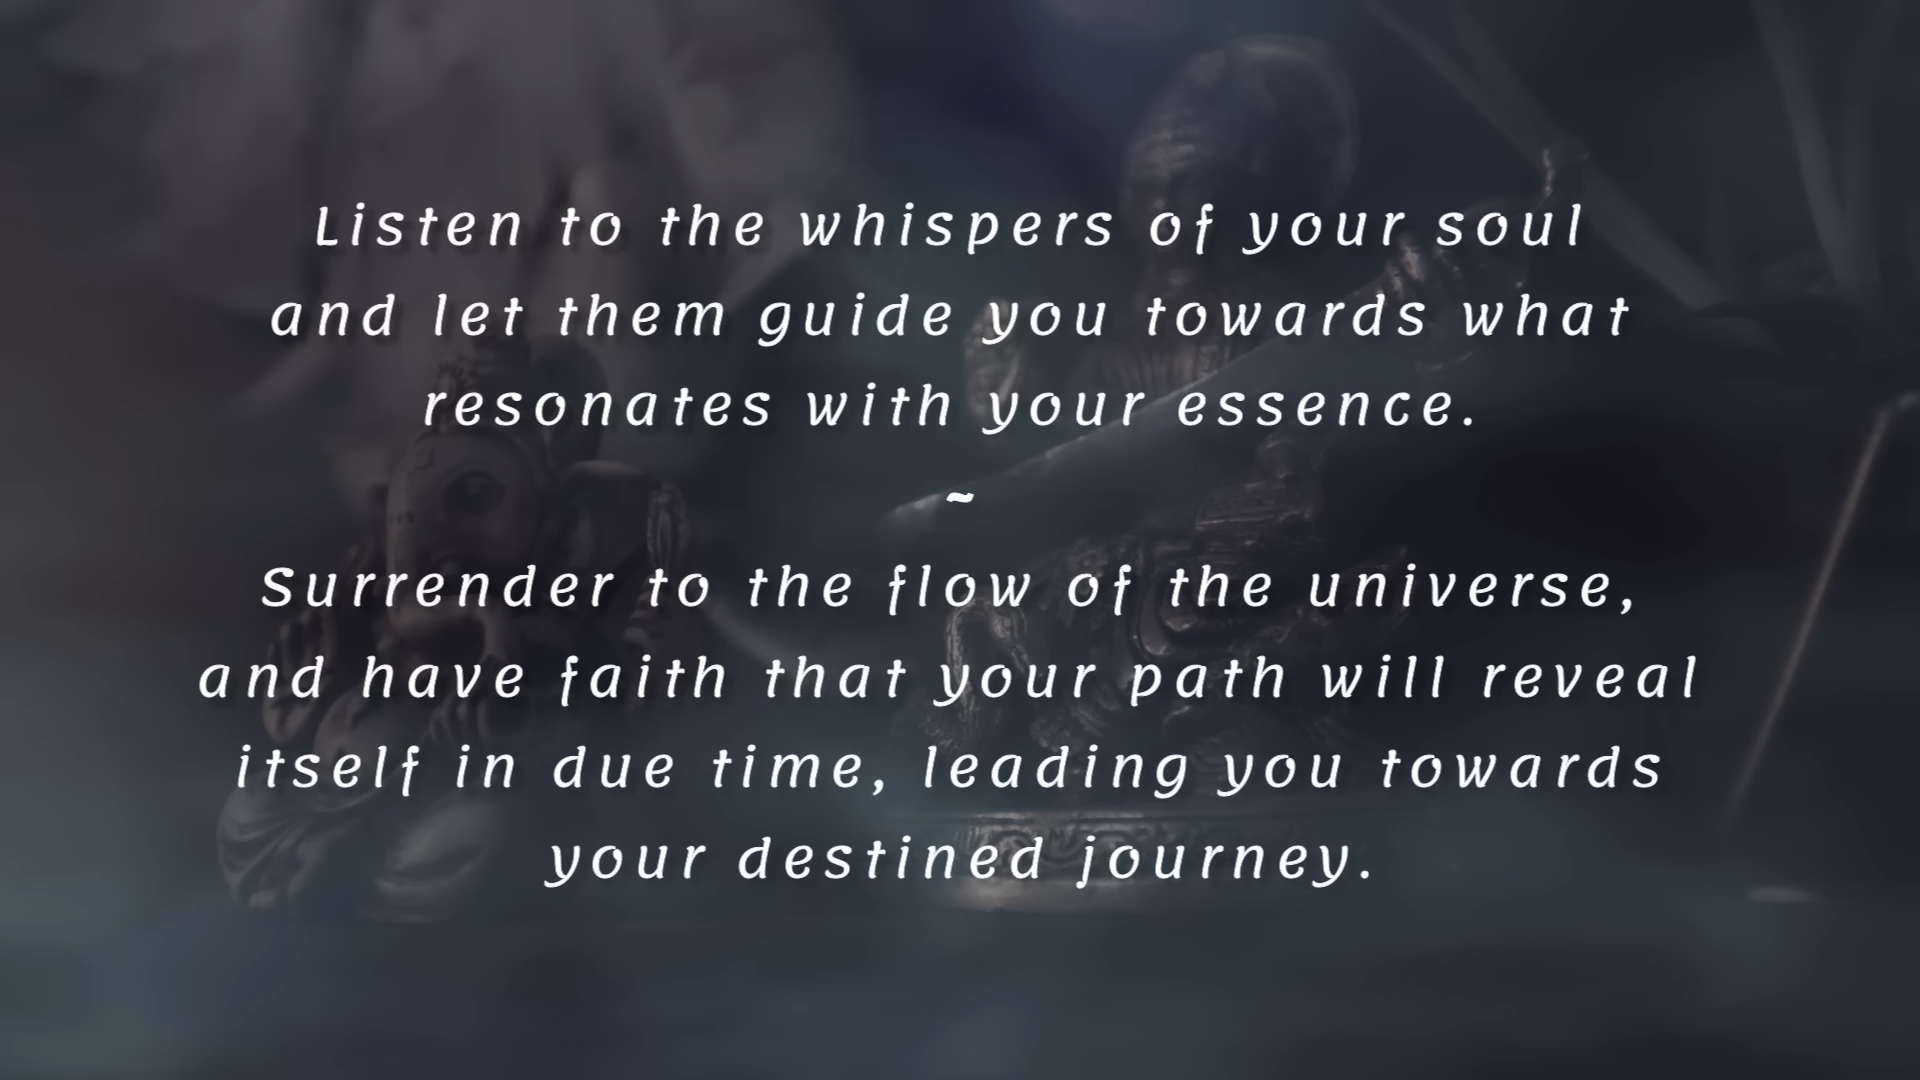 Listen to the whispers of your soul
and let them guide you towards what
resonates with your essence.
~
Surrender to the flow of the universe,
and have faith that your path will reveal
itself in due time, leading you towards
your destined journey.